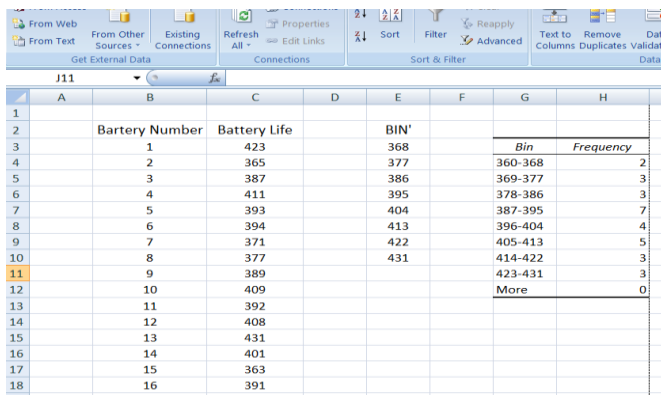 From Web
From Text
From Other Sources
Existing Connections
Get External Data
Refresh All
Properties
Edit Links
Connections
Sort
Filter
Reapply
Advanced
Sort & Filter
Text to Columns
Remove Duplicates
Data
J11
fx
A B C D E F G H
1
2 Bartery Number Battery Life BIN'
3 1 423 368 Bin Frequency
4 2 365 377 360-368 2
5 3 387 386 369-377 3
6 4 411 395 378-386 3
7 5 393 404 387-395 7
8 6 394 413 396-404 4
9 7 371 422 405-413 5
10 8 377 431 414-422 3
11 9 389 423-431 3
12 10 409 More 0
13 11 392
14 12 408
15 13 431
16 14 401
17 15 363
18 16 391